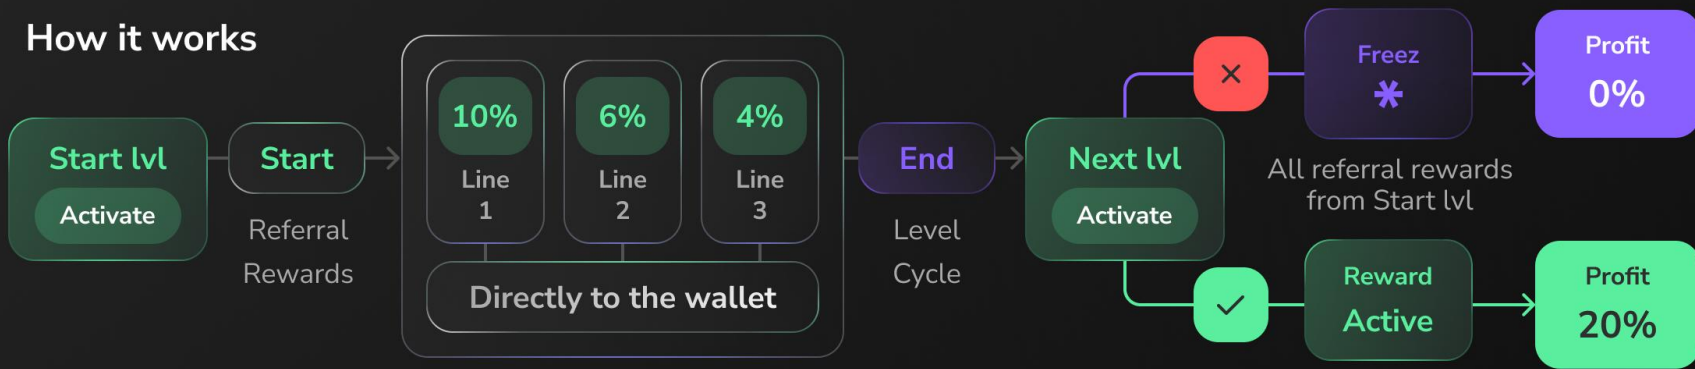 How it works
Start lvl
Activate
Start
Referral
Rewards
10%
Line
1
6%
Line
2
4%
Line
3
Directly to the wallet
End
Level
Cycle
Next lvl
Activate
Freez
All referral rewards
from Start lvl
Profit
0%
Reward
Active
Profit
20%